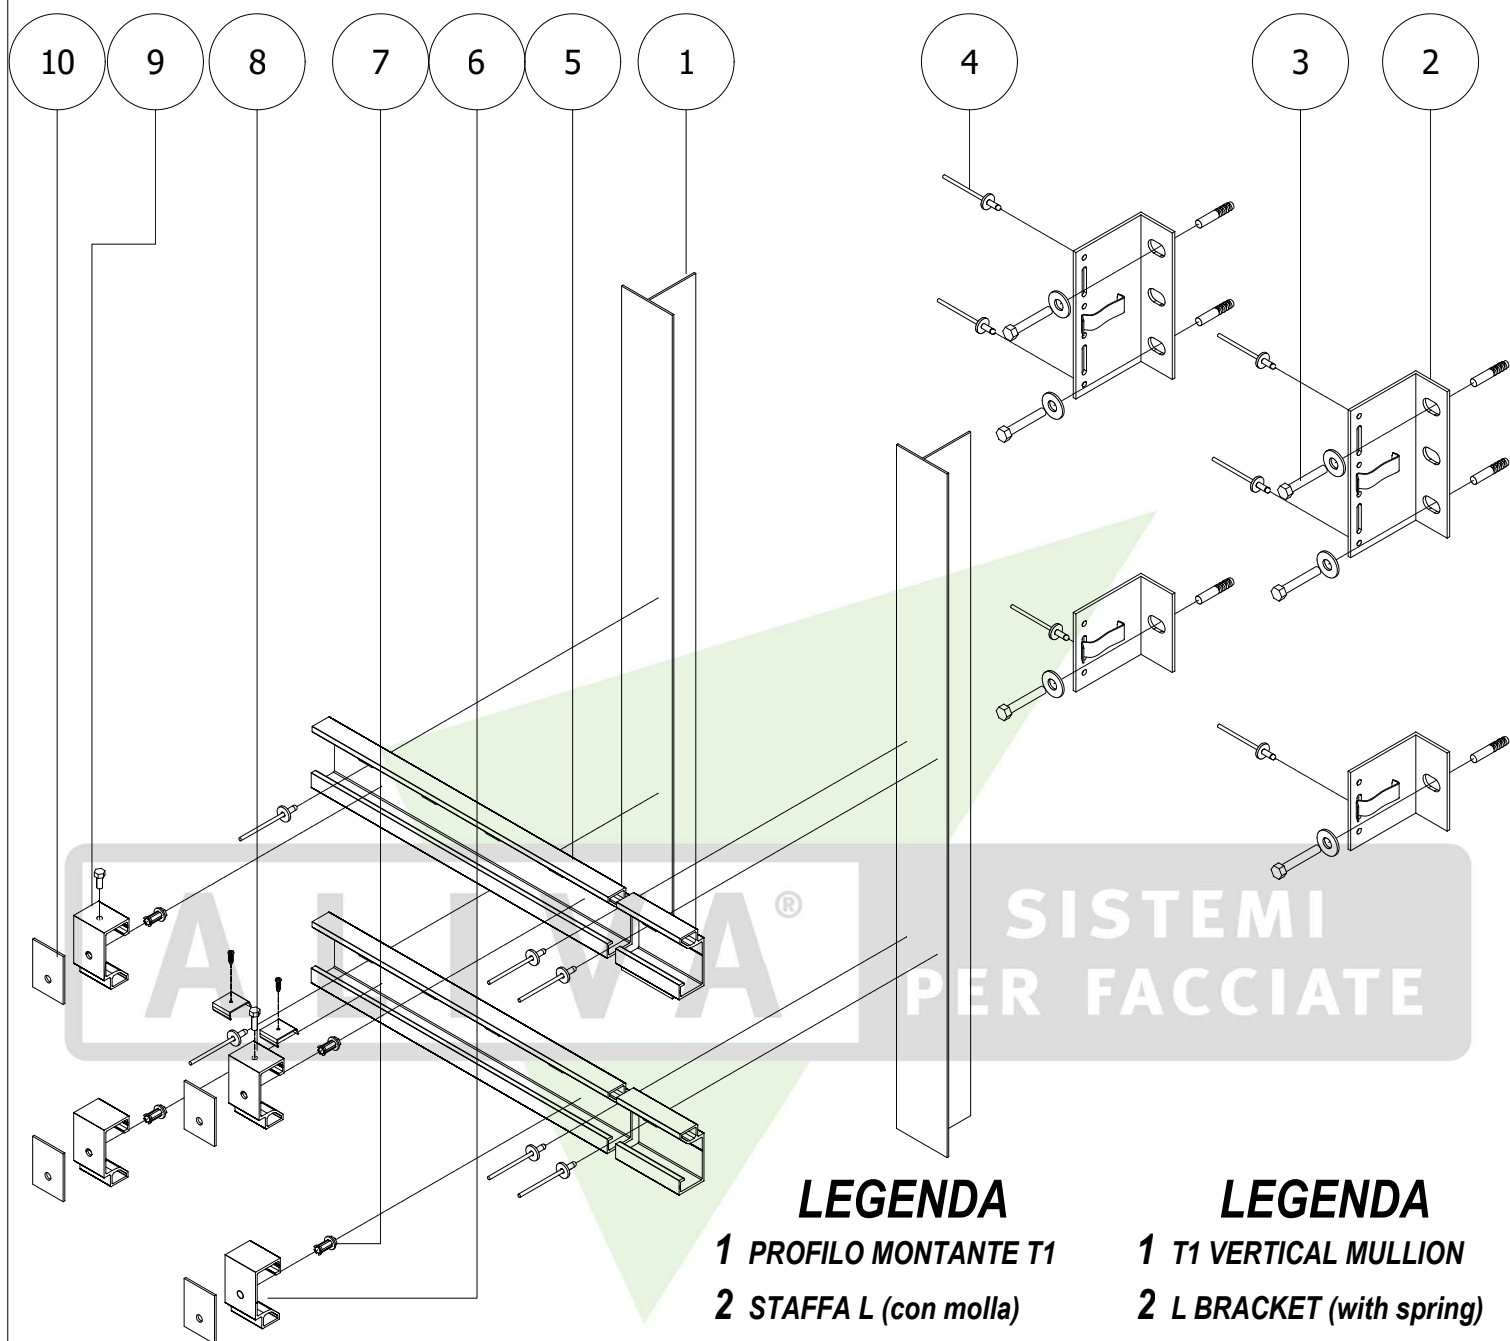 10 9 8 7 6 5 1 4 3 2
ALIVA®
SISTEMI
PER FACCIATE
LEGENDA
1 PROFILO MONTANTE T1
2 STAFFA L (con molla)
LEGENDA
1 T1 VERTICAL MULLION
2 L BRACKET (with spring)